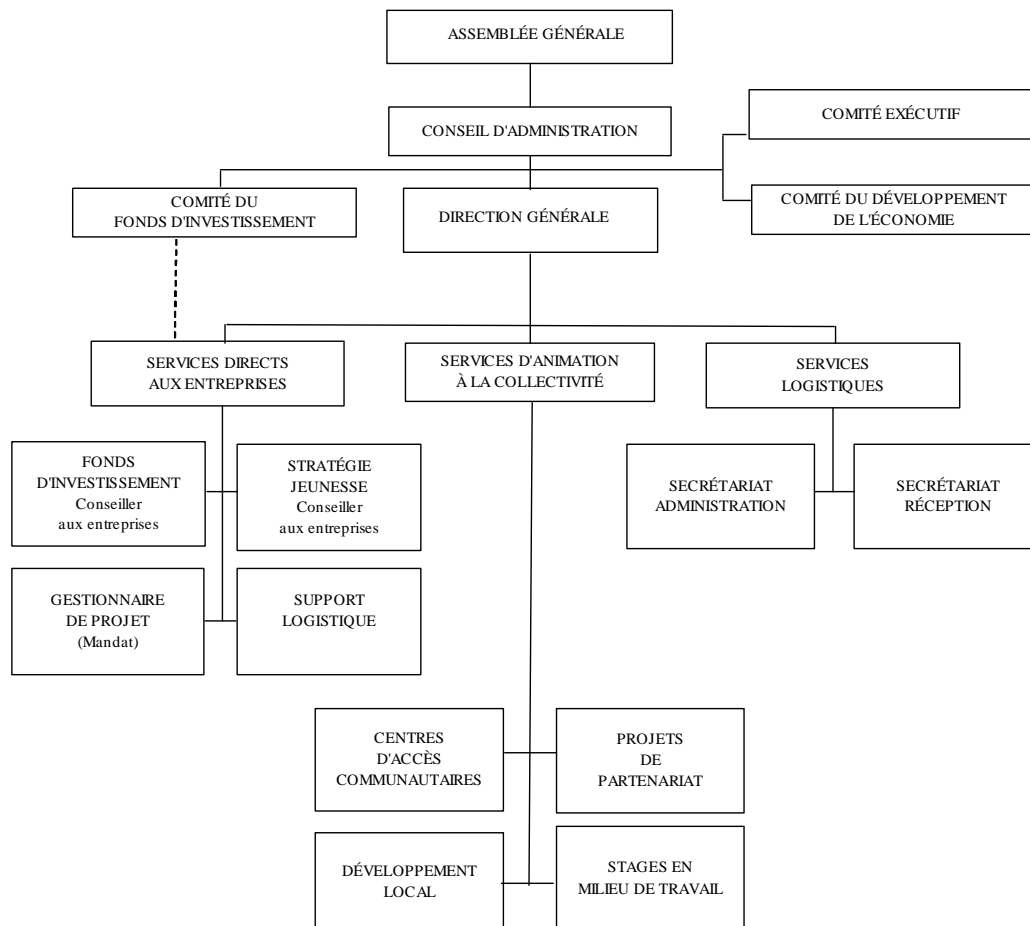 ASSEMBLÉE GÉNÉRALE
CONSEIL D'ADMINISTRATION
COMITÉ EXÉCUTIF
COMITÉ DU
FONDS D'INVESTISSEMENT
DIRECTION GÉNÉRALE
COMITÉ DU DÉVELOPPEMENT
DE L'ÉCONOMIE
SERVICES DIRECTS
AUX ENTREPRISES
SERVICES D'ANIMATION
À LA COLLECTIVITÉ
SERVICES
LOGISTIQUES
FONDS
D'INVESTISSEMENT
Conseiller
aux entreprises
STRATÉGIE
JEUNESSE
Conseiller
aux entreprises
SECRÉTARIAT
ADMINISTRATION
SECRÉTARIAT
RÉCEPTION
GESTIONNAIRE
DE PROJET
(Mandat)
SUPPORT
LOGISTIQUE
CENTRES
D'ACCÈS
COMMUNAUTAIRES
PROJETS
DE
PARTENARIAT
DÉVELOPPEMENT
LOCAL
STAGES EN
MILIEU DE TRAVAIL